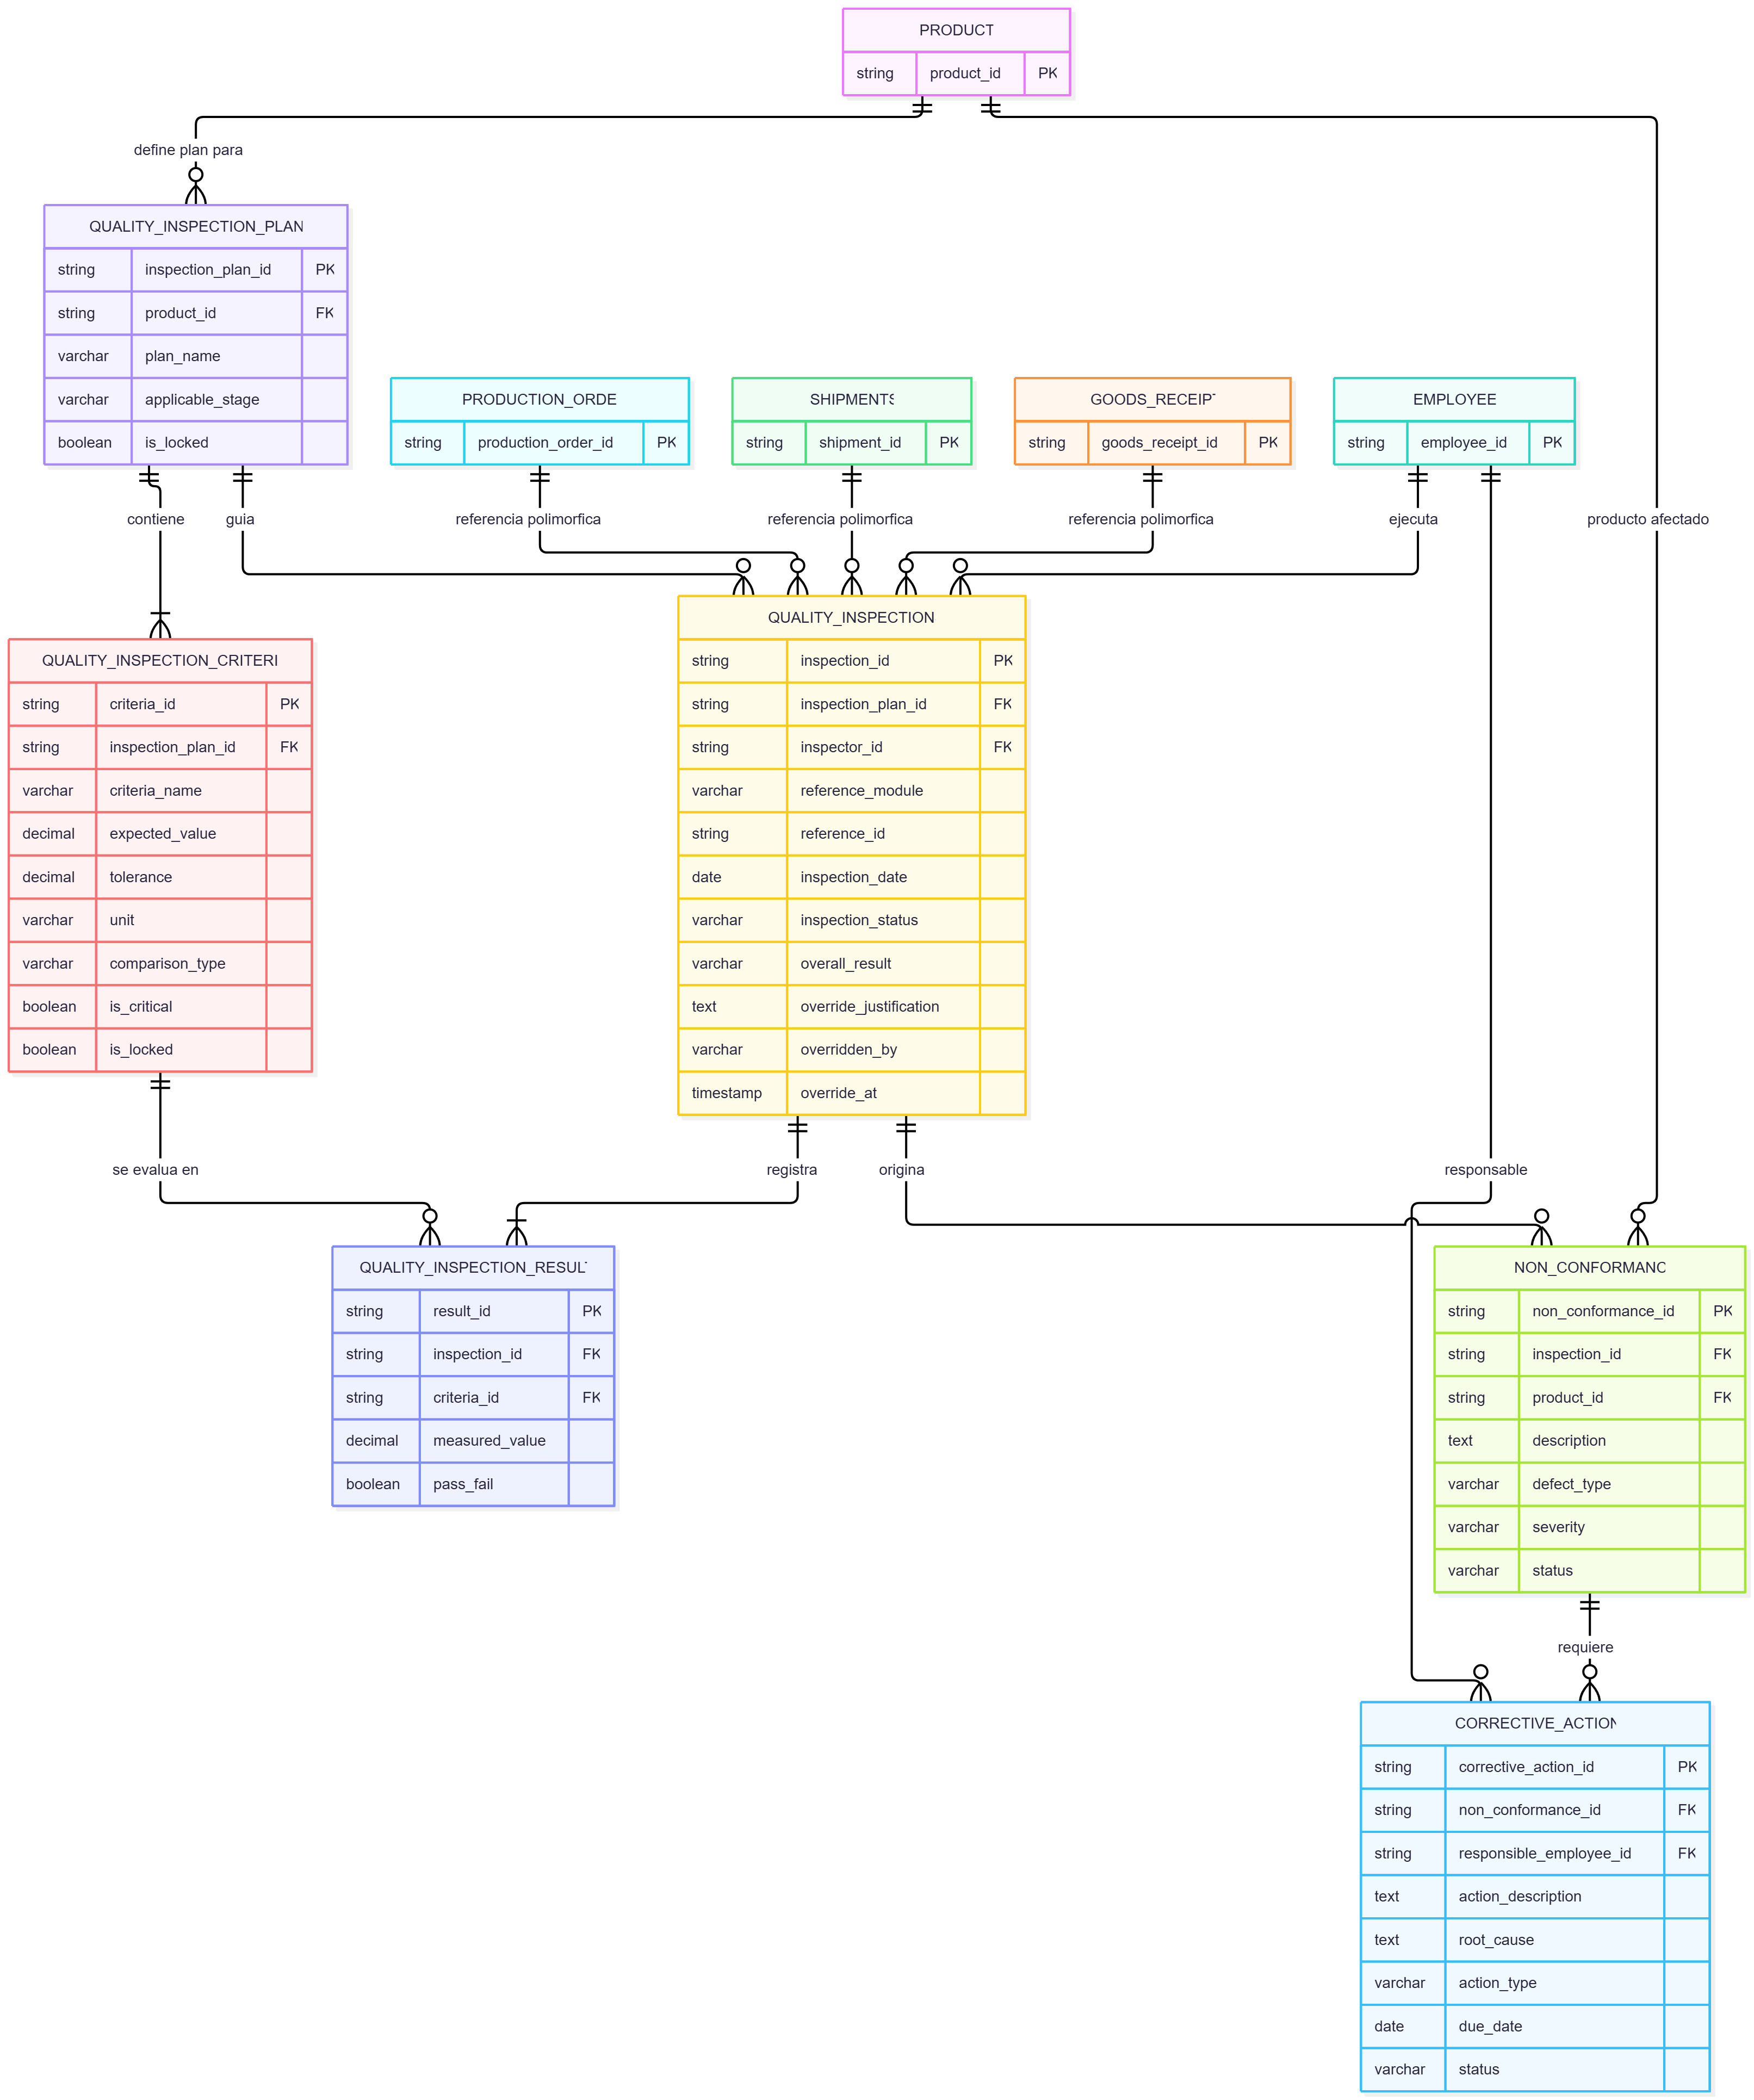 PRODUCT
string product_id PK
define plan para
QUALITY_INSPECTION_PLAN
string inspection_plan_id PK
string product_id FK
varchar plan_name
varchar applicable_stage
boolean is_locked
PRODUCTION_ORDE
string production_order_id PK
SHIPMENTS
string shipment_id PK
GOODS_RECEIPT
string goods_receipt_id PK
EMPLOYEE
string employee_id PK
contiene
guia
referencia polimorfica
referencia polimorfica
referencia polimorfica
ejecuta
producto afectado
QUALITY_INSPECTION_CRITERI
string criteria_id PK
string inspection_plan_id FK
varchar criteria_name
decimal expected_value
decimal tolerance
varchar unit
varchar comparison_type
boolean is_critical
boolean is_locked
QUALITY_INSPECTION
string inspection_id PK
string inspection_plan_id FK
string inspector_id FK
varchar reference_module
string reference_id
date inspection_date
varchar inspection_status
varchar overall_result
text override_justification
varchar overridden_by
timestamp override_at
se evalua en
registra
origina
responsable
QUALITY_INSPECTION_RESULT
string result_id PK
string inspection_id FK
string criteria_id FK
decimal measured_value
boolean pass_fail
NON_CONFORMANC
string non_conformance_id PK
string inspection_id FK
string product_id FK
text description
varchar defect_type
varchar severity
varchar status
requiere
CORRECTIVE_ACTION
string corrective_action_id PK
string non_conformance_id FK
string responsible_employee_id FK
text action_description
text root_cause
varchar action_type
date due_date
varchar status